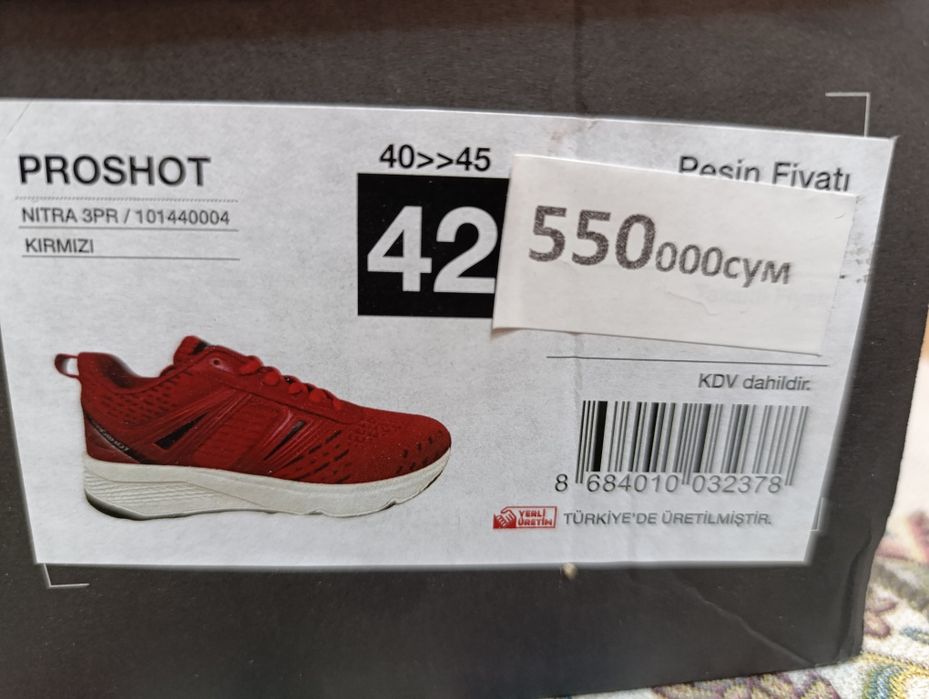 PROSHOT
NITRA 3PR / 101440004
KIRMIZI
40>>45
42
Peşin Fiyatı
550000сум
KDV dahildir.
8 684010 032378
YERLİ
ÜRETİM
TÜRKİYE'DE ÜRETİLMİŞTİR.